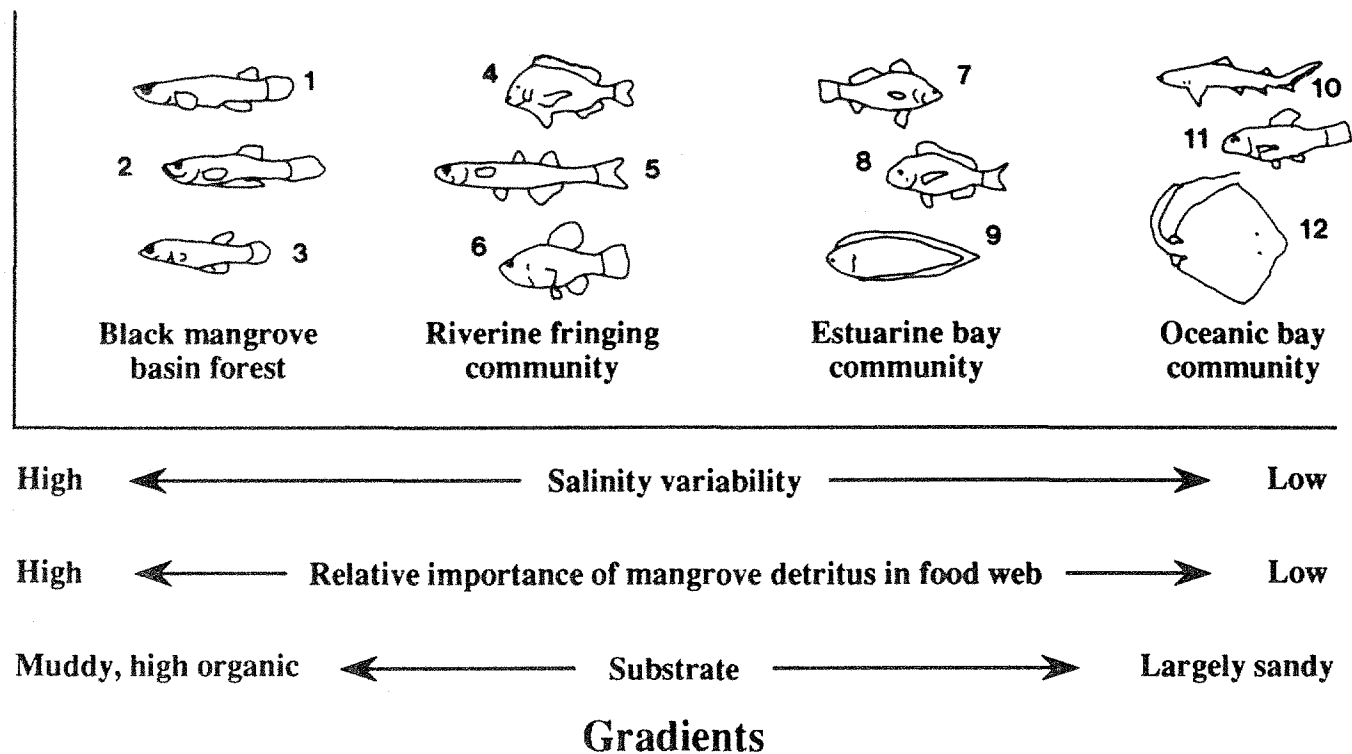 1
4
7
10
11
2
5
8
12
3
6
9
Black mangrove
basin forest
Riverine fringing
community
Estuarine bay
community
Oceanic bay
community
High Salinity variability Low
High Relative importance of mangrove detritus in food web Low
Muddy, high organic Substrate Largely sandy
Gradients